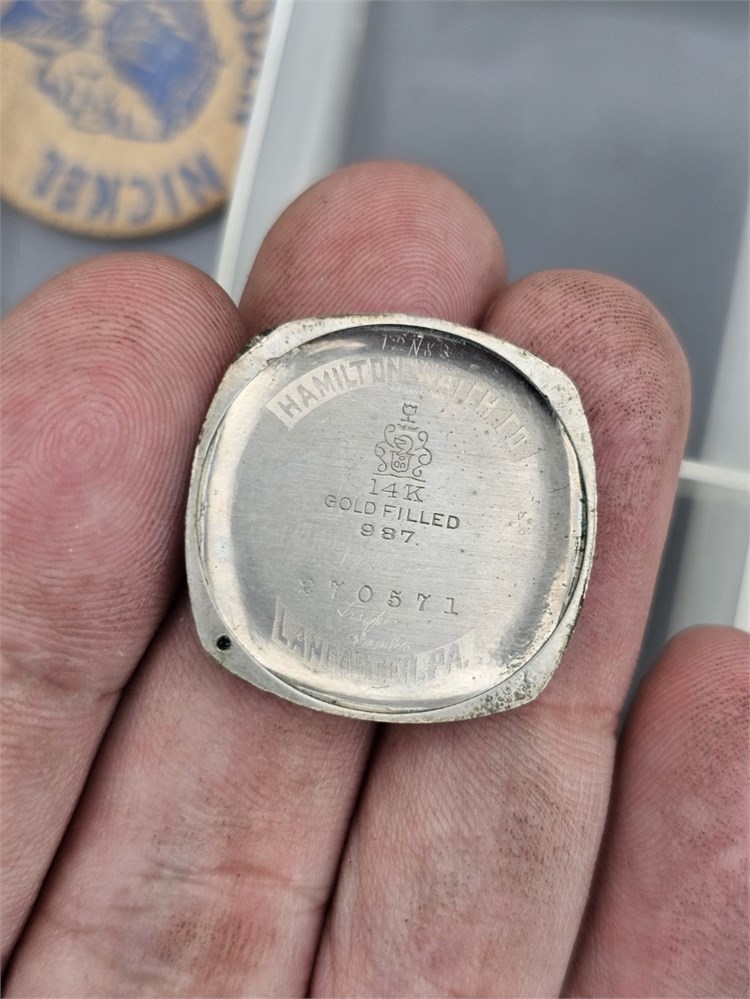 NICKEL
HAMILTON WATCH CO
14K
GOLD FILLED
987
270571
LANCASTER, PA.